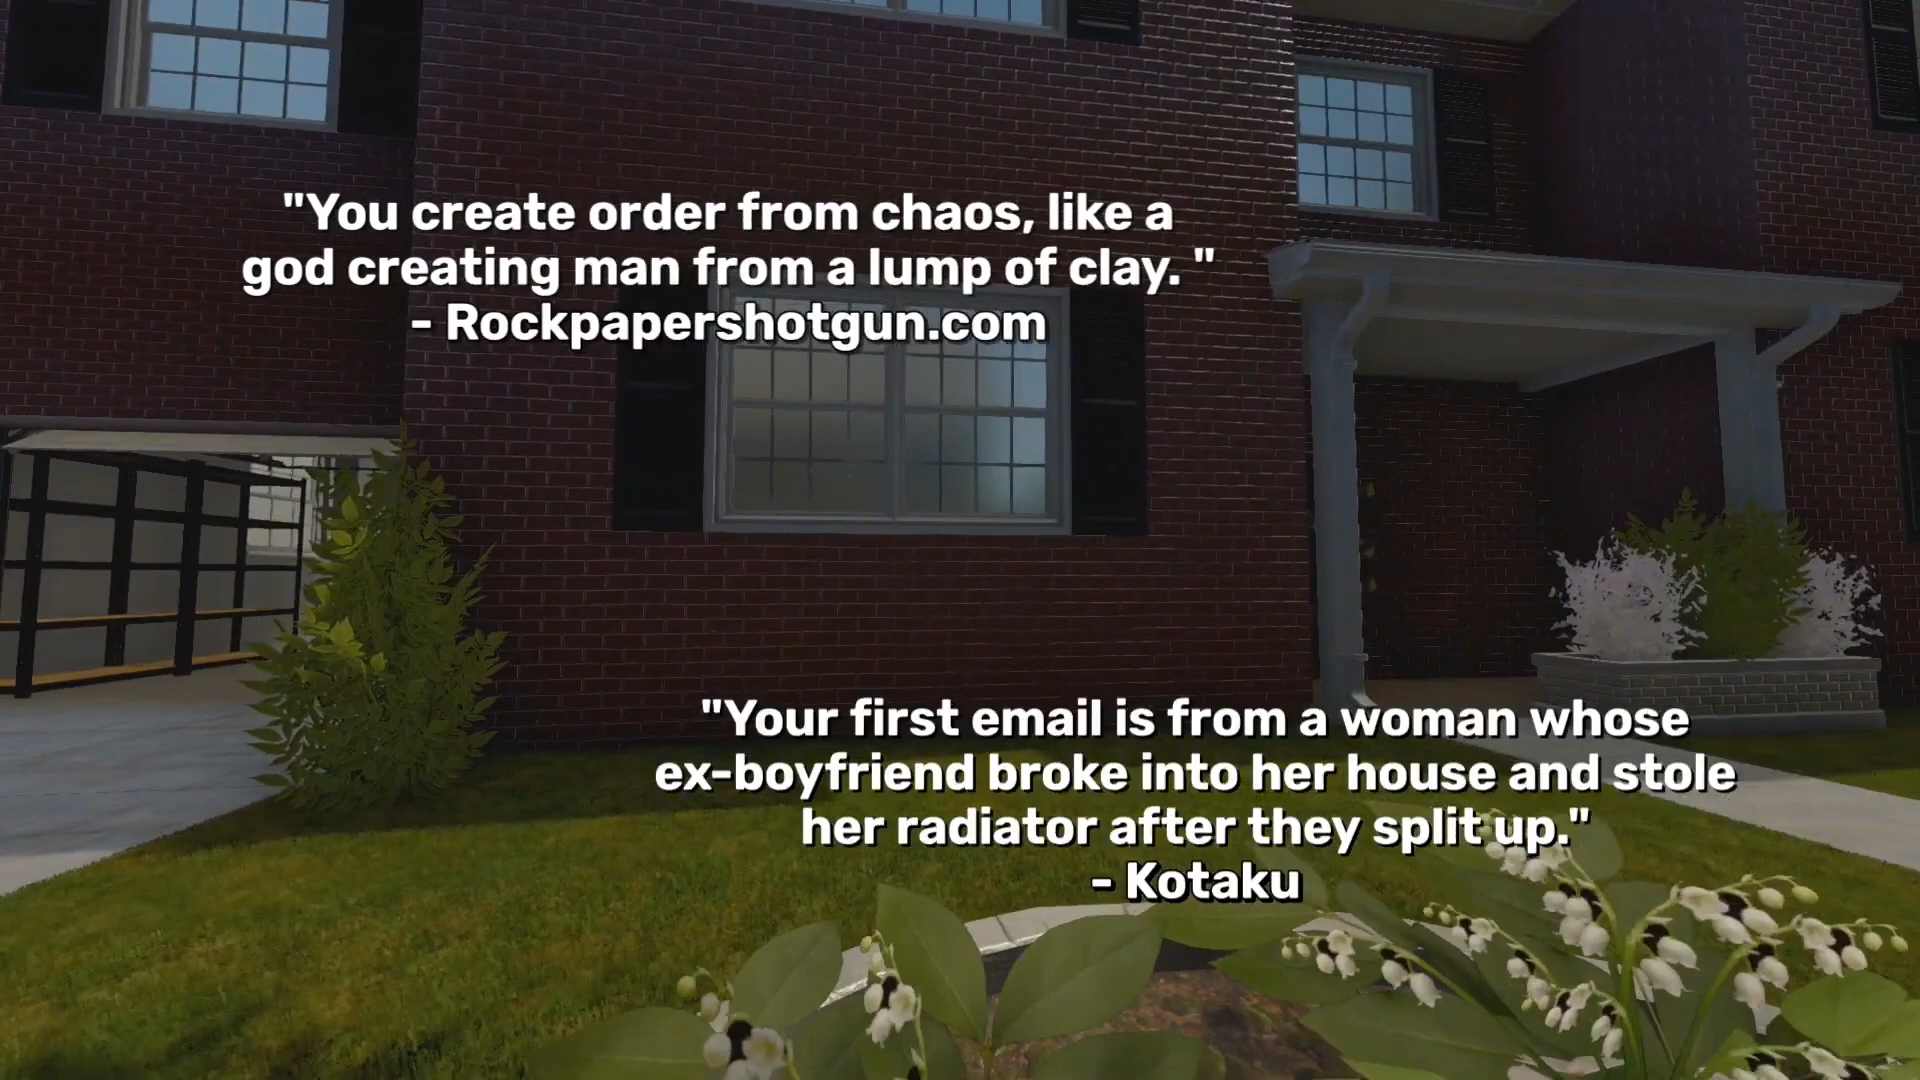 "You create order from chaos, like a
god creating man from a lump of clay. "
- Rockpapershotgun.com
"Your first email is from a woman whose
ex-boyfriend broke into her house and stole
her radiator after they split up."
- Kotaku